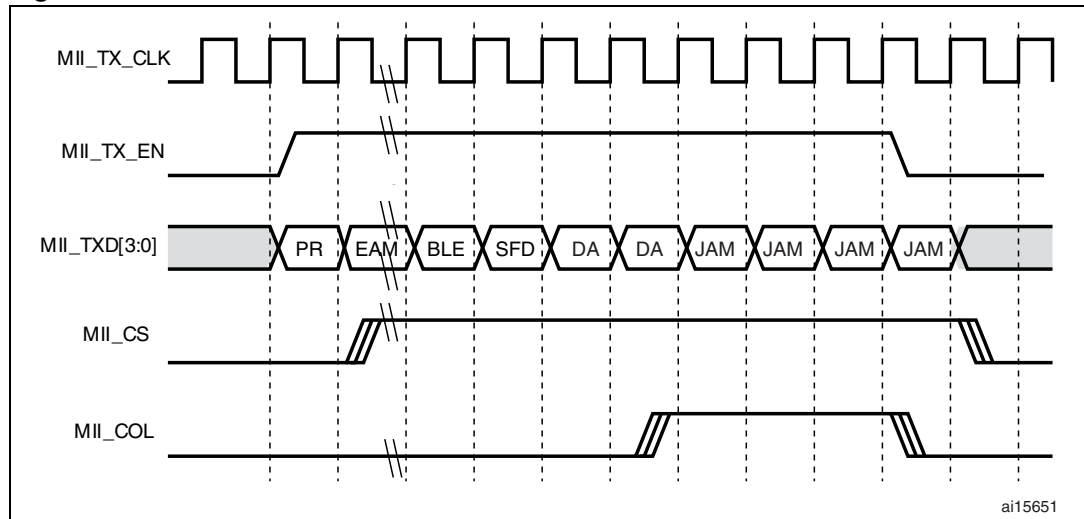 MII_TX_CLK
MII_TX_EN
MII_TXD[3:0] PR EAM BLE SFD DA DA JAM JAM JAM JAM
MII_CS
MII_COL
ai15651